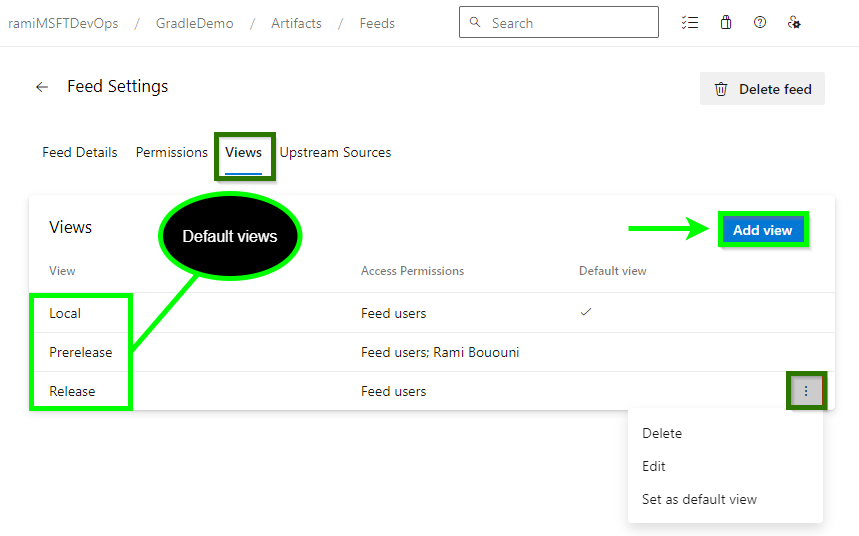 ramiMSFTDevOps / GradleDemo / Artifacts / Feeds Search
Feed Settings Delete feed
Feed Details Permissions Views Upstream Sources
Views Default views Add view
View Access Permissions Default view
Local Feed users
Prerelease Feed users; Rami Bououni
Release Feed users
Delete
Edit
Set as default view